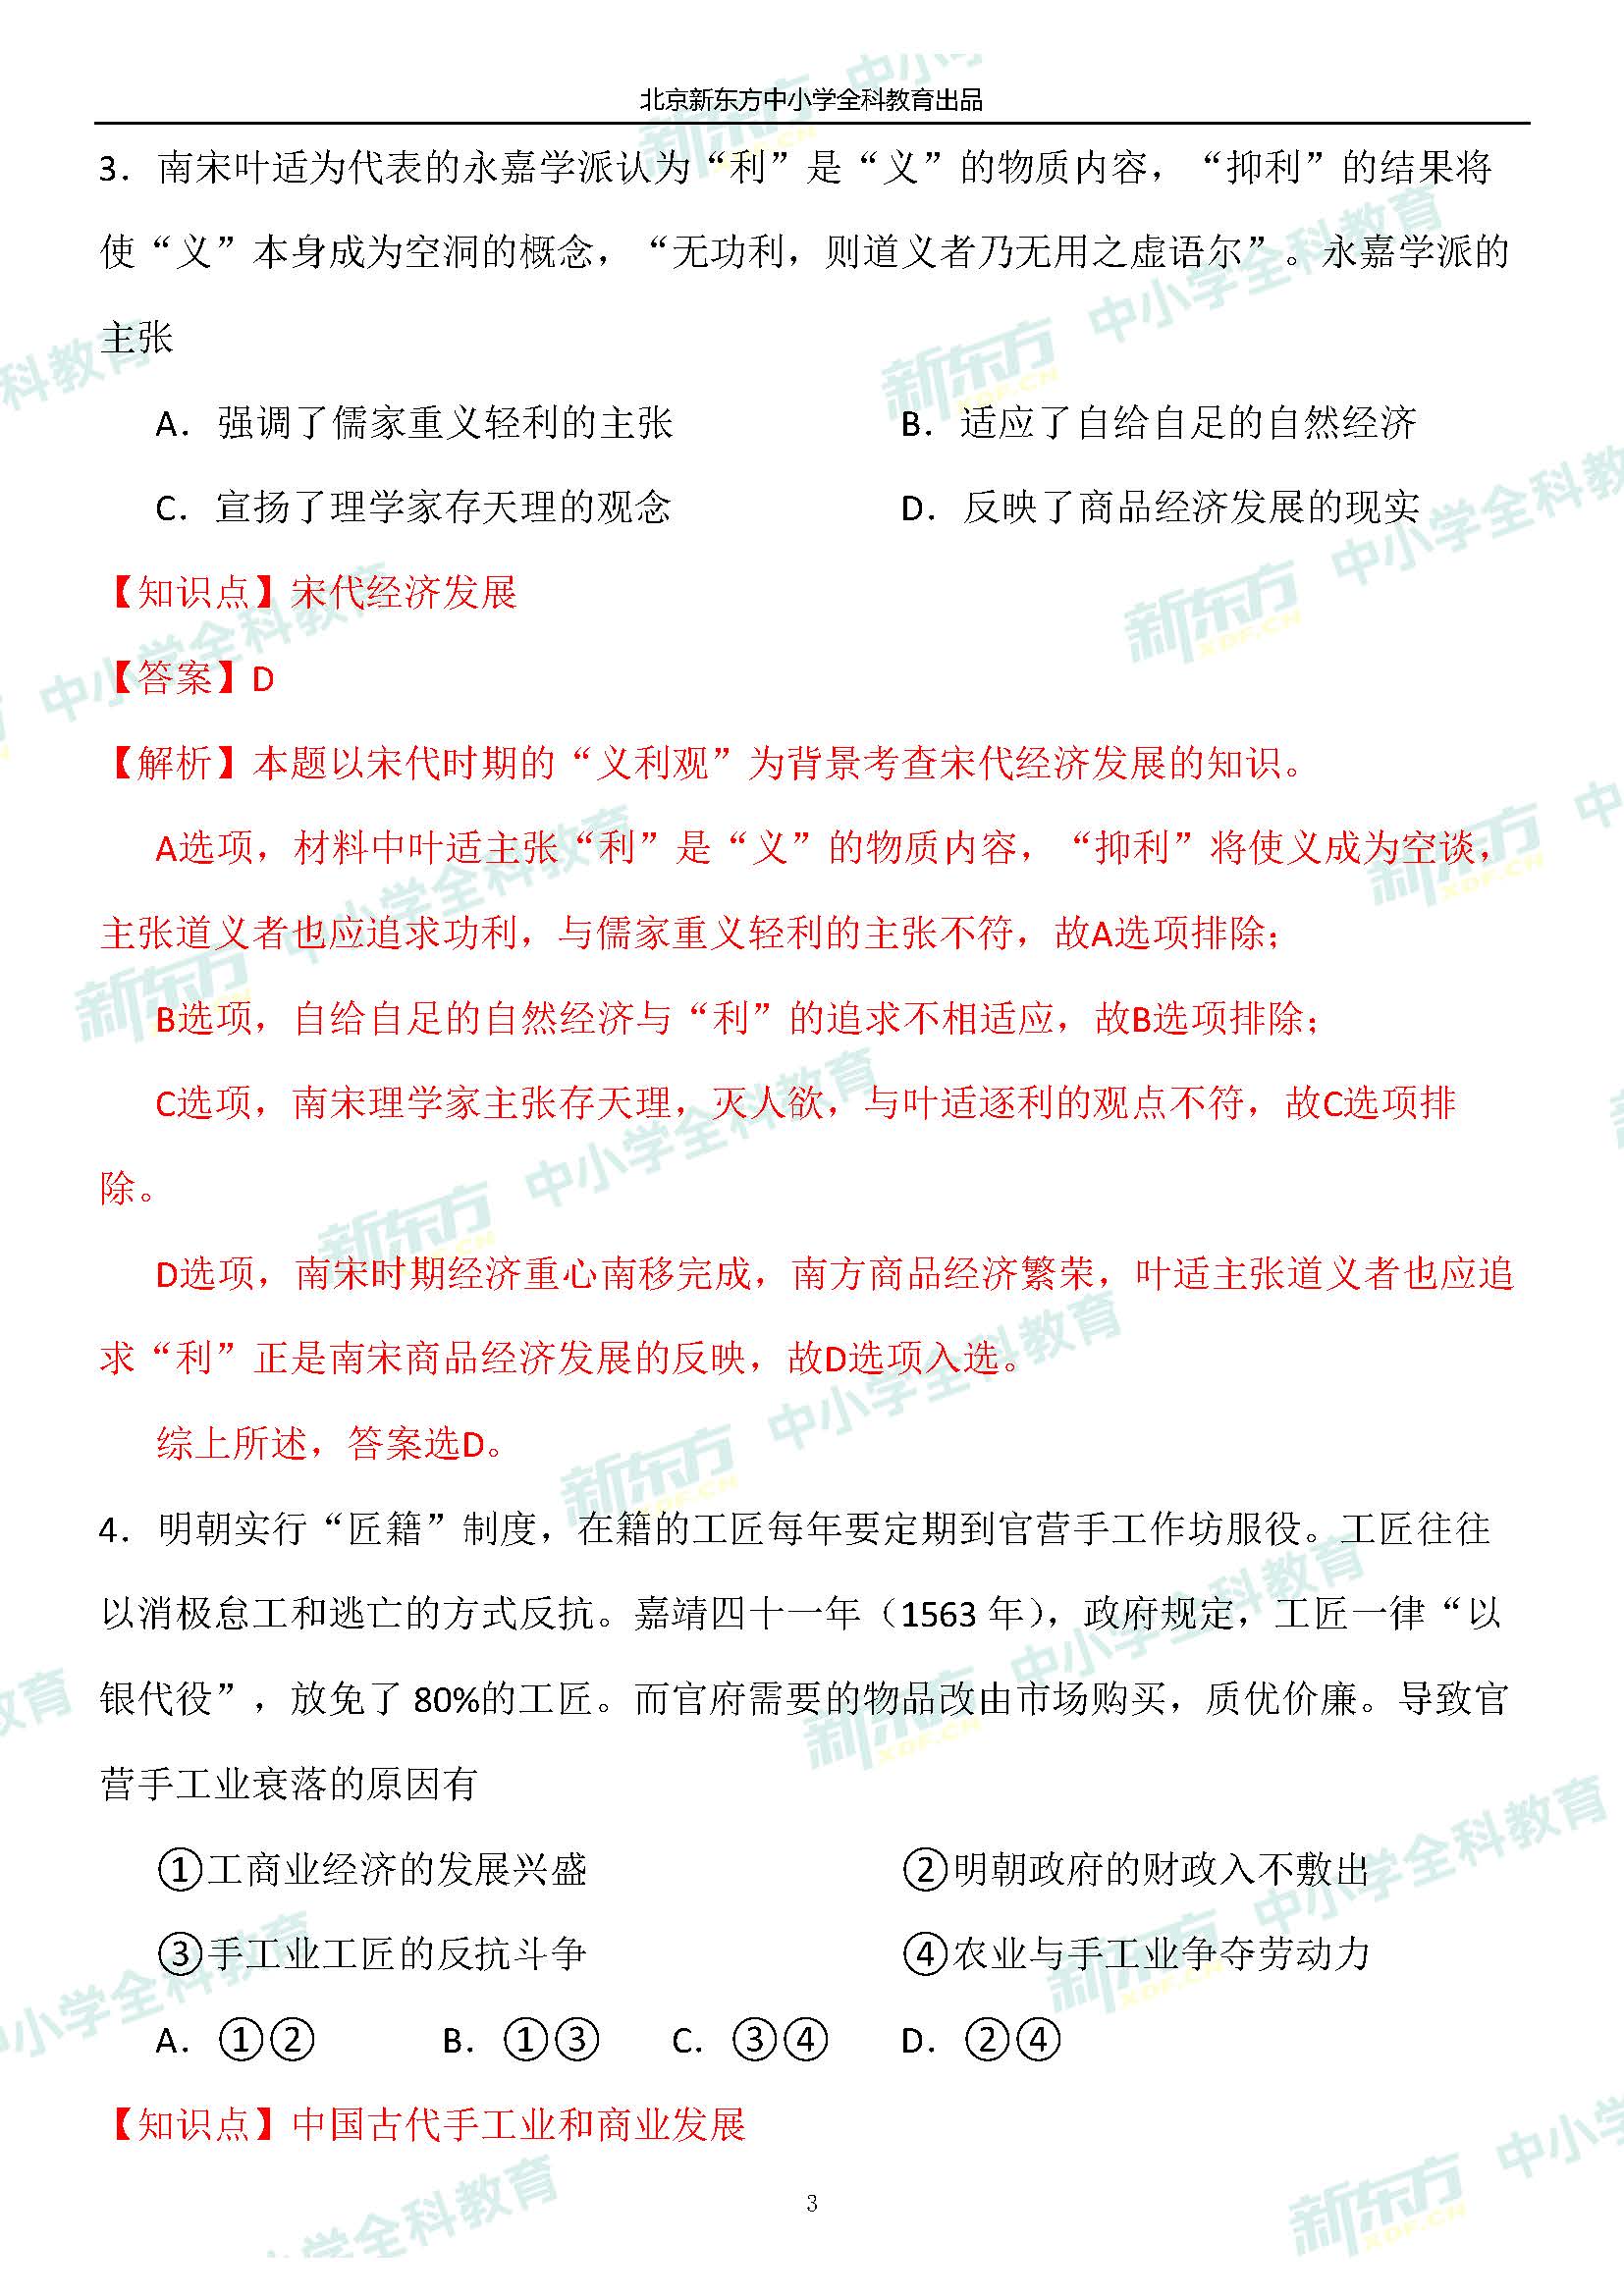 北京新东方中小学全科教育出品
3．南宋叶适为代表的永嘉学派认为“利”是“义”的物质内容，“抑利”的结果将
使“义”本身成为空洞的概念，“无功利，则道义者乃无用之虚语尔”。永嘉学派的
主张
A．强调了儒家重义轻利的主张 B．适应了自给自足的自然经济
C．宣扬了理学家存天理的观念 D．反映了商品经济发展的现实
【知识点】宋代经济发展
【答案】D
【解析】本题以宋代时期的“义利观”为背景考查宋代经济发展的知识。
A选项，材料中叶适主张“利”是“义”的物质内容，“抑利”将使义成为空谈，
主张道义者也应追求功利，与儒家重义轻利的主张不符，故A选项排除；
B选项，自给自足的自然经济与“利”的追求不相适应，故B选项排除；
C选项，南宋理学家主张存天理，灭人欲，与叶适逐利的观点不符，故C选项排
除。
D选项，南宋时期经济重心南移完成，南方商品经济繁荣，叶适主张道义者也应追
求“利”正是南宋商品经济发展的反映，故D选项入选。
综上所述，答案选D。
4．明朝实行“匠籍”制度，在籍的工匠每年要定期到官营手工作坊服役。工匠往往
以消极怠工和逃亡的方式反抗。嘉靖四十一年（1563 年），政府规定，工匠一律“以
银代役”，放免了 80%的工匠。而官府需要的物品改由市场购买，质优价廉。导致官
营手工业衰落的原因有
①工商业经济的发展兴盛 ②明朝政府的财政入不敷出
③手工业工匠的反抗斗争 ④农业与手工业争夺劳动力
A．①② B．①③ C．③④ D．②④
【知识点】中国古代手工业和商业发展
3
新东方 XDF.CN 中小学全科教育